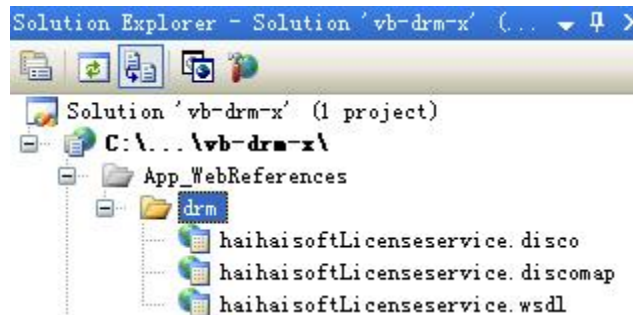 Solution Explorer - Solution 'vb-drm-x' (...
Solution 'vb-drm-x' (1 project)
C:\...\vb-drm-x\
App_WebReferences
drm
haihaisoftLicenseservice.disco
haihaisoftLicenseservice.discomap
haihaisoftLicenseservice.wsdl